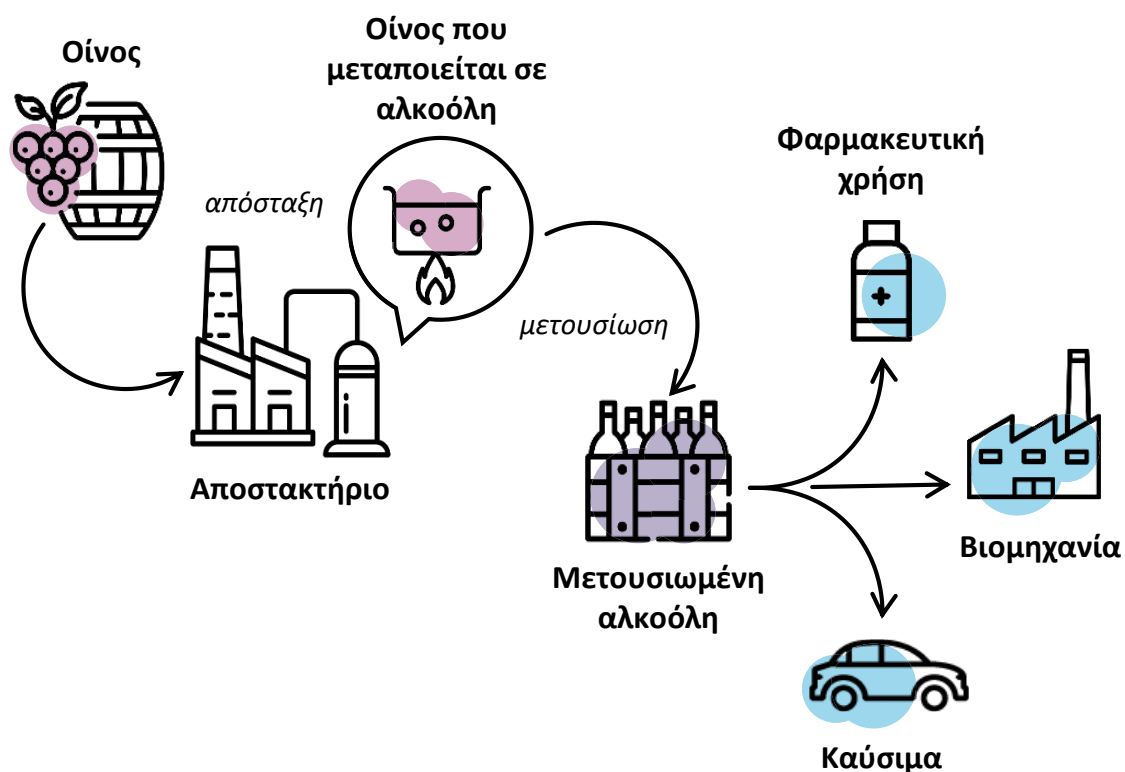 Οίνος
Οίνος που
μεταποιείται σε
αλκοόλη
απόσταξη
Αποστακτήριο
μετουσίωση
Μετουσιωμένη
αλκοόλη
Φαρμακευτική
χρήση
Βιομηχανία
Καύσιμα